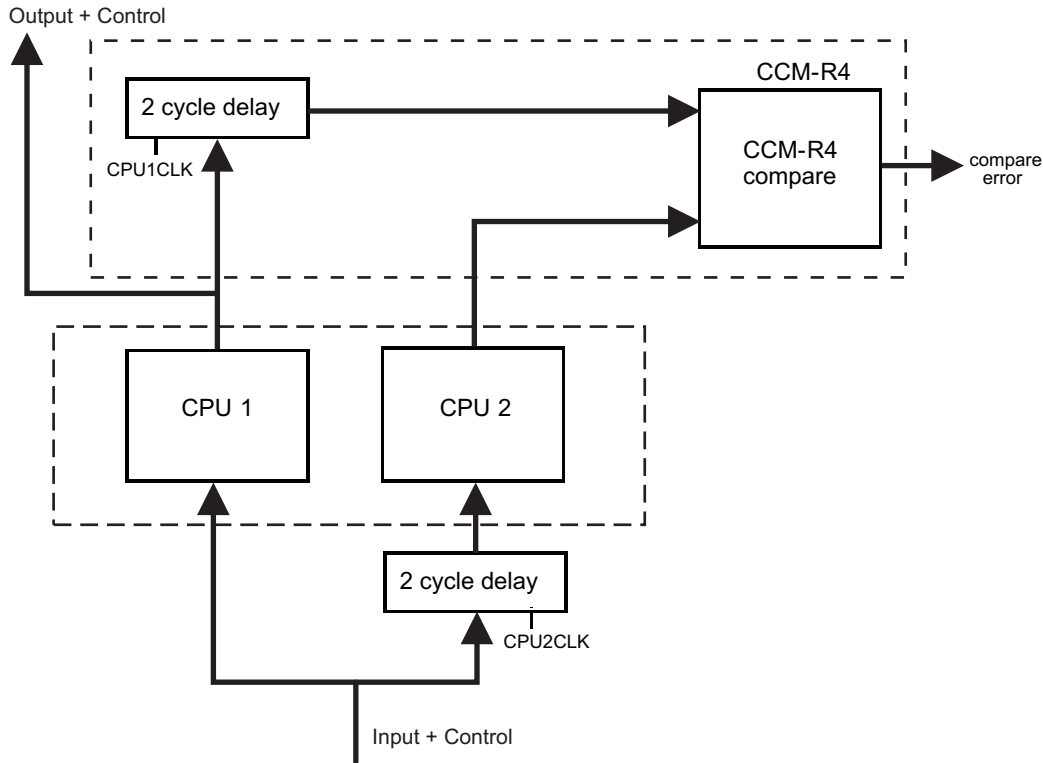 Output + Control
CCM-R4
2 cycle delay
CPU1CLK
CCM-R4
compare
compare
error
CPU 1
CPU 2
2 cycle delay
CPU2CLK
Input + Control